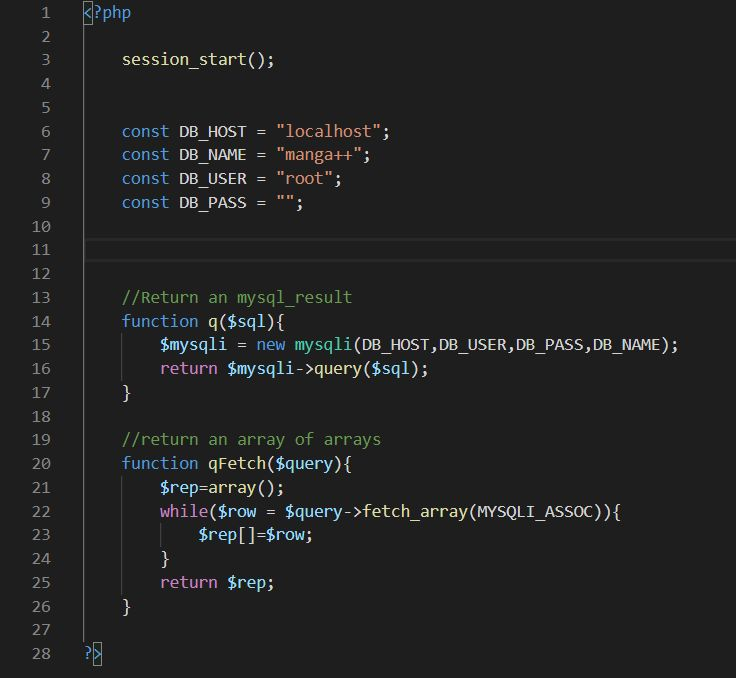 1 <?php
2
3     session_start();
4
5
6     const DB_HOST = "localhost";
7     const DB_NAME = "manga++";
8     const DB_USER = "root";
9     const DB_PASS = "";
10
11
12
13     //Return an mysql_result
14     function q($sql){
15         $mysqli = new mysqli(DB_HOST,DB_USER,DB_PASS,DB_NAME);
16         return $mysqli->query($sql);
17     }
18
19     //return an array of arrays
20     function qFetch($query){
21         $rep=array();
22         while($row = $query->fetch_array(MYSQLI_ASSOC)){
23             $rep[]=$row;
24         }
25         return $rep;
26     }
27
28 ?>